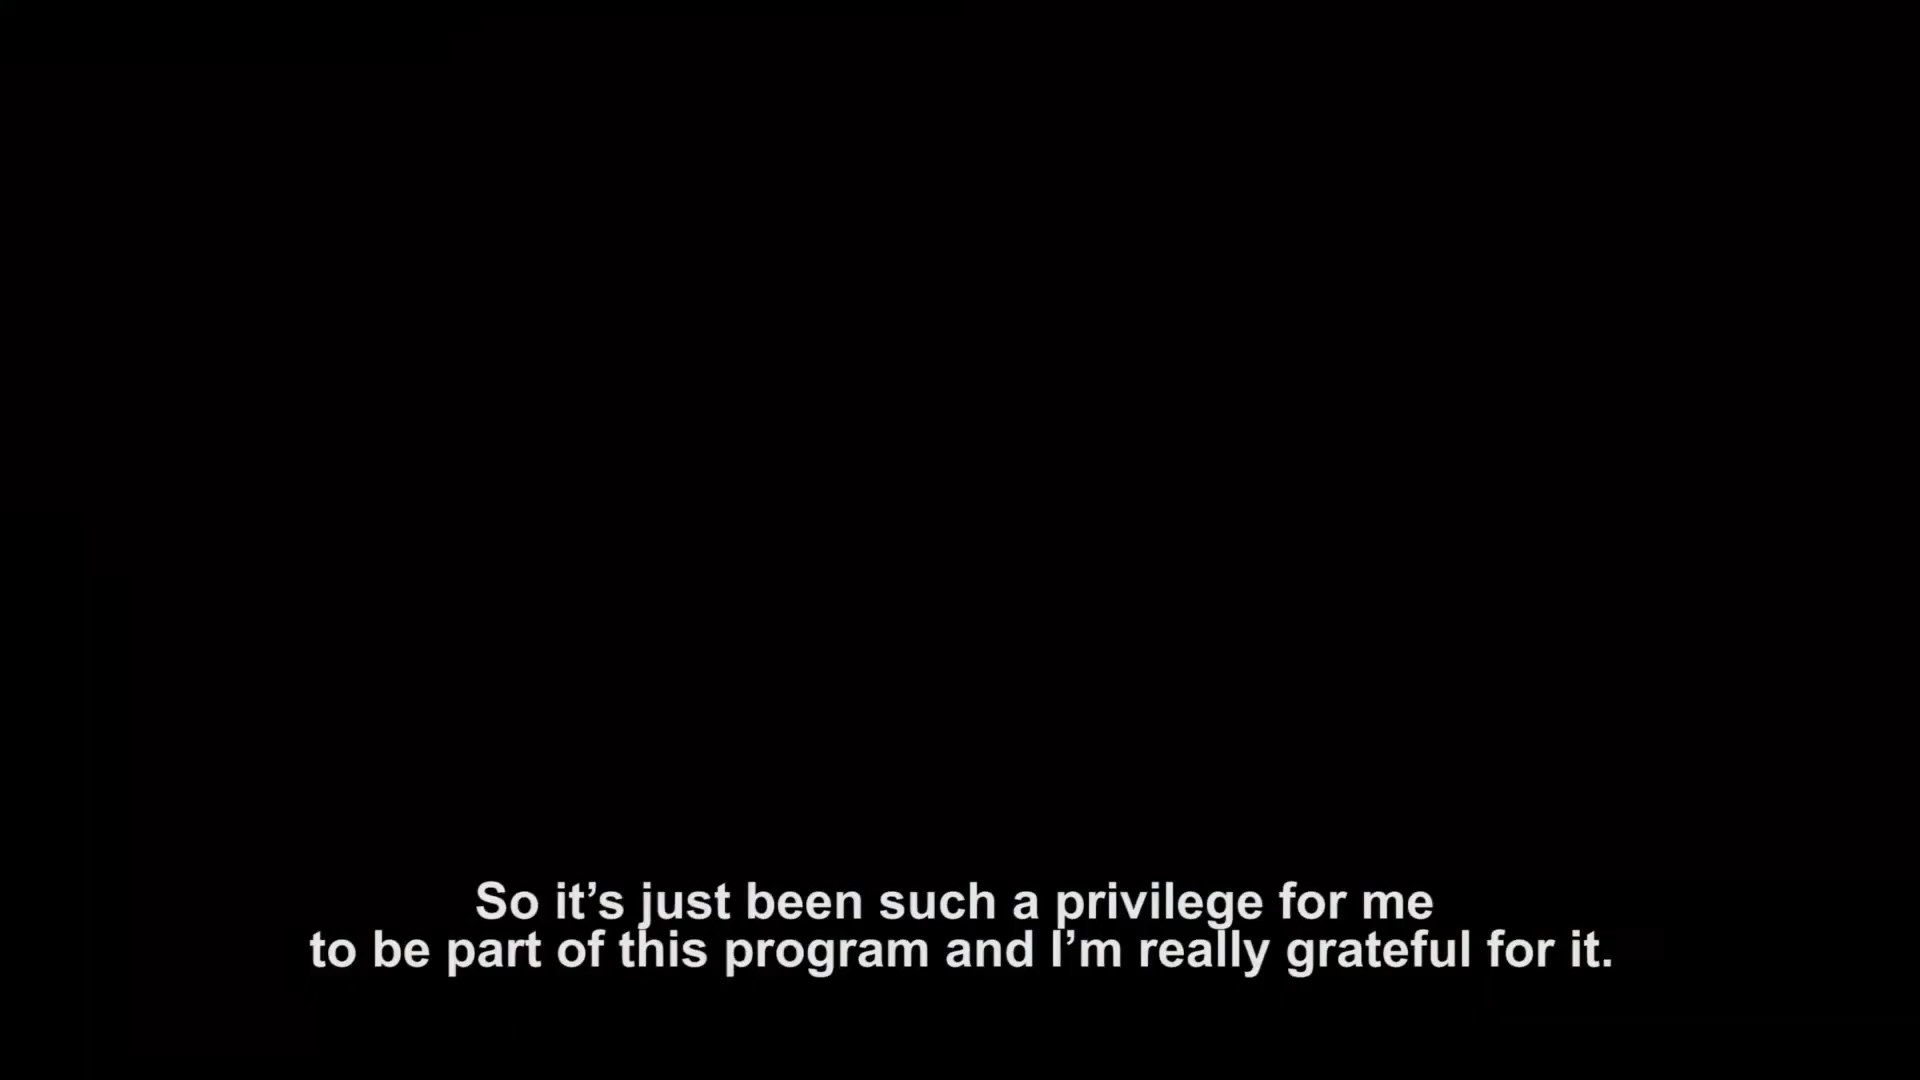 So it’s just been such a privilege for me
to be part of this program and I’m really grateful for it.